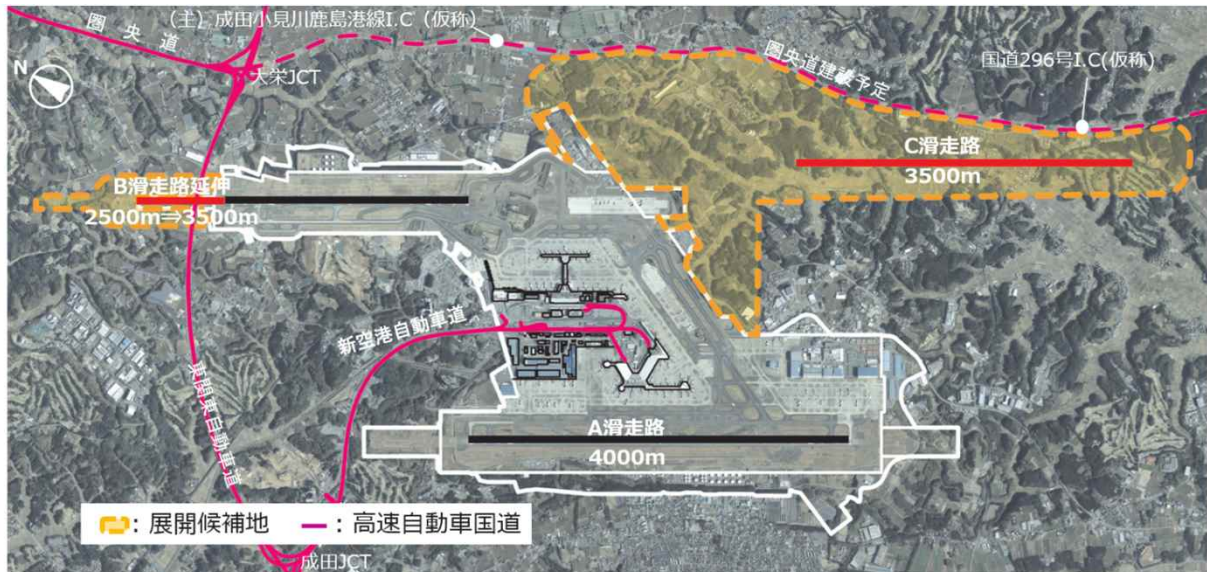 (主)成田小見川鹿島港線I.C(仮称)
圏央道
大栄JCT
N
圏央道建設予定
国道296号I.C(仮称)
C滑走路
3500m
B滑走路延伸
2500m⇒3500m
新空港自動車道
東関東自動車道
A滑走路
4000m
：展開候補地
：高速自動車国道
成田JCT